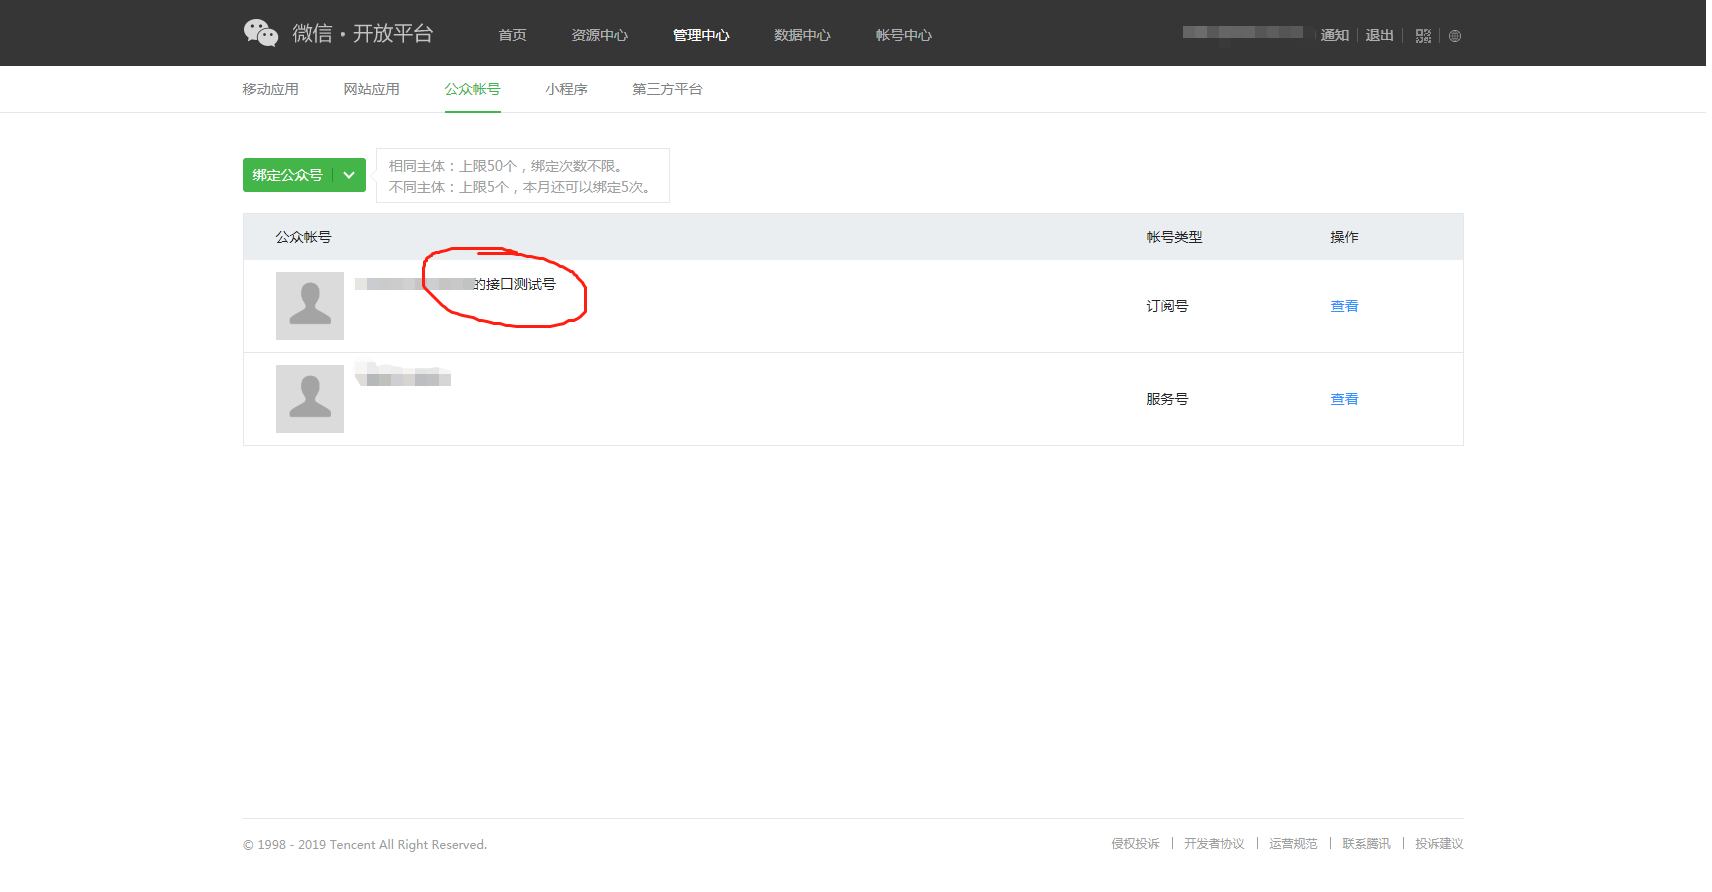 微信·开放平台 首页 资源中心 管理中心 数据中心 帐号中心 通知 退出
移动应用 网站应用 公众帐号 小程序 第三方平台
绑定公众号
相同主体：上限50个，绑定次数不限。
不同主体：上限5个，本月还可以绑定5次。
公众帐号 帐号类型 操作
的接口测试号
订阅号 查看
服务号 查看
© 1998 - 2019 Tencent All Right Reserved.
侵权投诉 开发者协议 运营规范 联系腾讯 投诉建议